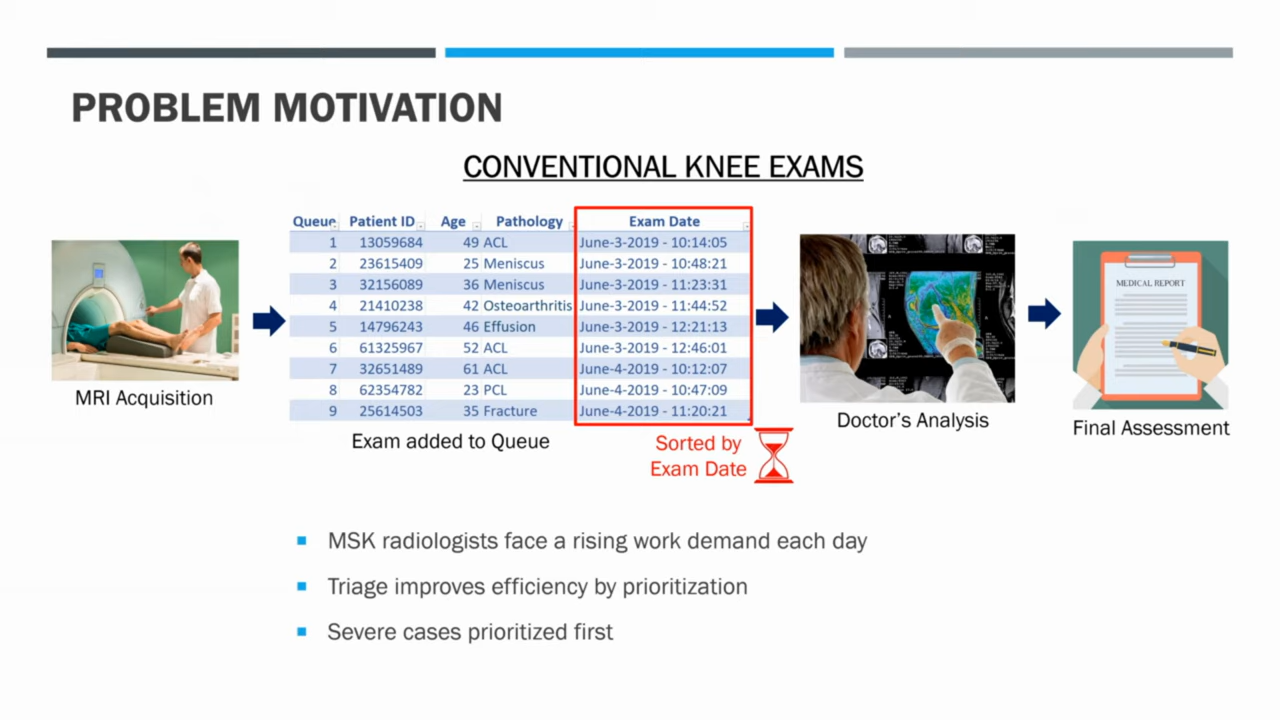 PROBLEM MOTIVATION
CONVENTIONAL KNEE EXAMS
Queue Patient ID Age Pathology Exam Date
1 13059684 49 ACL June-3-2019 - 10:14:05
2 23615409 25 Meniscus June-3-2019 - 10:48:21
3 32156089 36 Meniscus June-3-2019 - 11:23:31
4 21410238 42 Osteoarthritis June-3-2019 - 11:44:52
5 14796243 46 Effusion June-3-2019 - 12:21:13
6 61325967 52 ACL June-3-2019 - 12:46:01
7 32651489 61 ACL June-4-2019 - 10:12:07
8 62354782 23 PCL June-4-2019 - 10:47:09
9 25614503 35 Fracture June-4-2019 - 11:20:21
MEDICAL REPORT
MRI Acquisition
Exam added to Queue
Sorted by
Exam Date
Doctor's Analysis
Final Assessment
MSK radiologists face a rising work demand each day
Triage improves efficiency by prioritization
Severe cases prioritized first